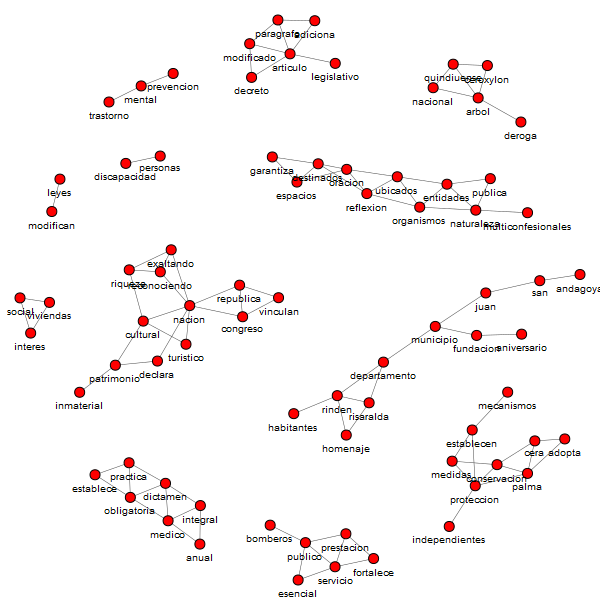 paragrafo
adiciona
modificado
articulo
legislativo
decreto
prevencion
mental
trastorno
quindiuense
ceroxylon
nacional
arbol
deroga
personas
discapacidad
leyes
modifican
garantiza
destinados
oracion
espacios
reflexion
ubicados
organismos
entidades
publica
naturaleza
multiconfesionales
exaltando
riqueza
reconociendo
nacion
republica
vinculan
congreso
cultural
turistico
patrimonio
declara
inmaterial
social
viviendas
interes
andagoya
san
juan
municipio
fundacion
aniversario
departamento
rinden
risaralda
habitantes
homenaje
mecanismos
establecen
cera
adopta
medidas
conservacion
palma
proteccion
independientes
practica
establece
dictamen
obligatoria
integral
medico
anual
bomberos
publico
prestacion
servicio
fortalece
esencial